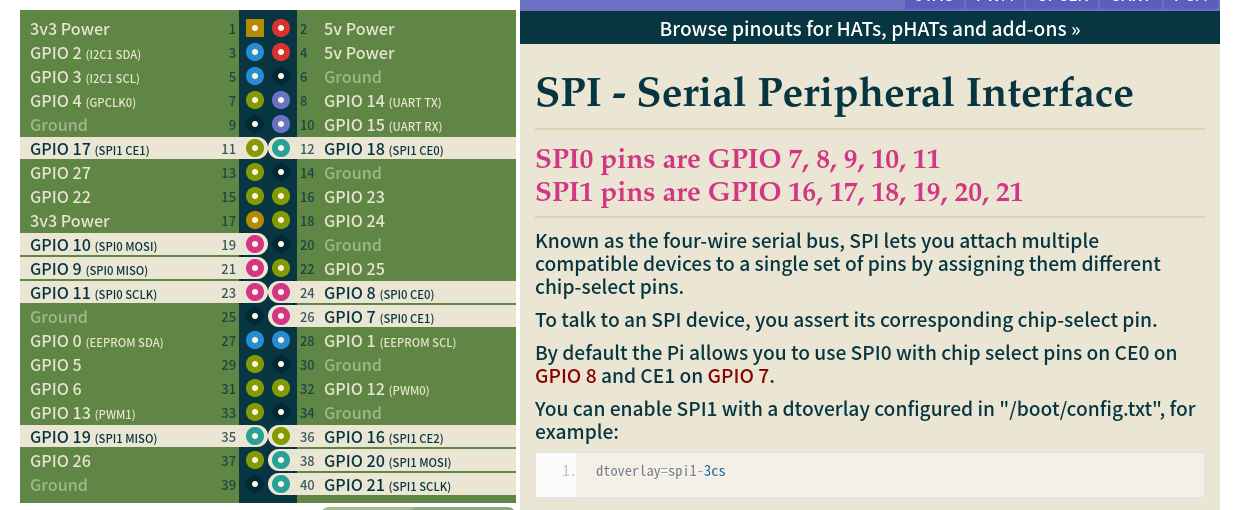 3v3 Power 1 2 5v Power
GPIO 2 (I2C1 SDA) 3 4 5v Power
GPIO 3 (I2C1 SCL) 5 6 Ground
GPIO 4 (GPCLK0) 7 8 GPIO 14 (UART TX)
Ground 9 10 GPIO 15 (UART RX)
GPIO 17 (SPI1 CE1) 11 12 GPIO 18 (SPI1 CE0)
GPIO 27 13 14 Ground
GPIO 22 15 16 GPIO 23
3v3 Power 17 18 GPIO 24
GPIO 10 (SPI0 MOSI) 19 20 Ground
GPIO 9 (SPI0 MISO) 21 22 GPIO 25
GPIO 11 (SPI0 SCLK) 23 24 GPIO 8 (SPI0 CE0)
Ground 25 26 GPIO 7 (SPI0 CE1)
GPIO 0 (EEPROM SDA) 27 28 GPIO 1 (EEPROM SCL)
GPIO 5 29 30 Ground
GPIO 6 31 32 GPIO 12 (PWM0)
GPIO 13 (PWM1) 33 34 Ground
GPIO 19 (SPI1 MISO) 35 36 GPIO 16 (SPI1 CE2)
GPIO 26 37 38 GPIO 20 (SPI1 MOSI)
Ground 39 40 GPIO 21 (SPI1 SCLK)
Browse pinouts for HATs, pHATs and add-ons »
SPI - Serial Peripheral Interface
SPI0 pins are GPIO 7, 8, 9, 10, 11
SPI1 pins are GPIO 16, 17, 18, 19, 20, 21
Known as the four-wire serial bus, SPI lets you attach multiple
compatible devices to a single set of pins by assigning them different
chip-select pins.
To talk to an SPI device, you assert its corresponding chip-select pin.
By default the Pi allows you to use SPI0 with chip select pins on CE0 on
GPIO 8 and CE1 on GPIO 7.
You can enable SPI1 with a dtoverlay configured in "/boot/config.txt", for
example:
1. dtoverlay=spi1-3cs